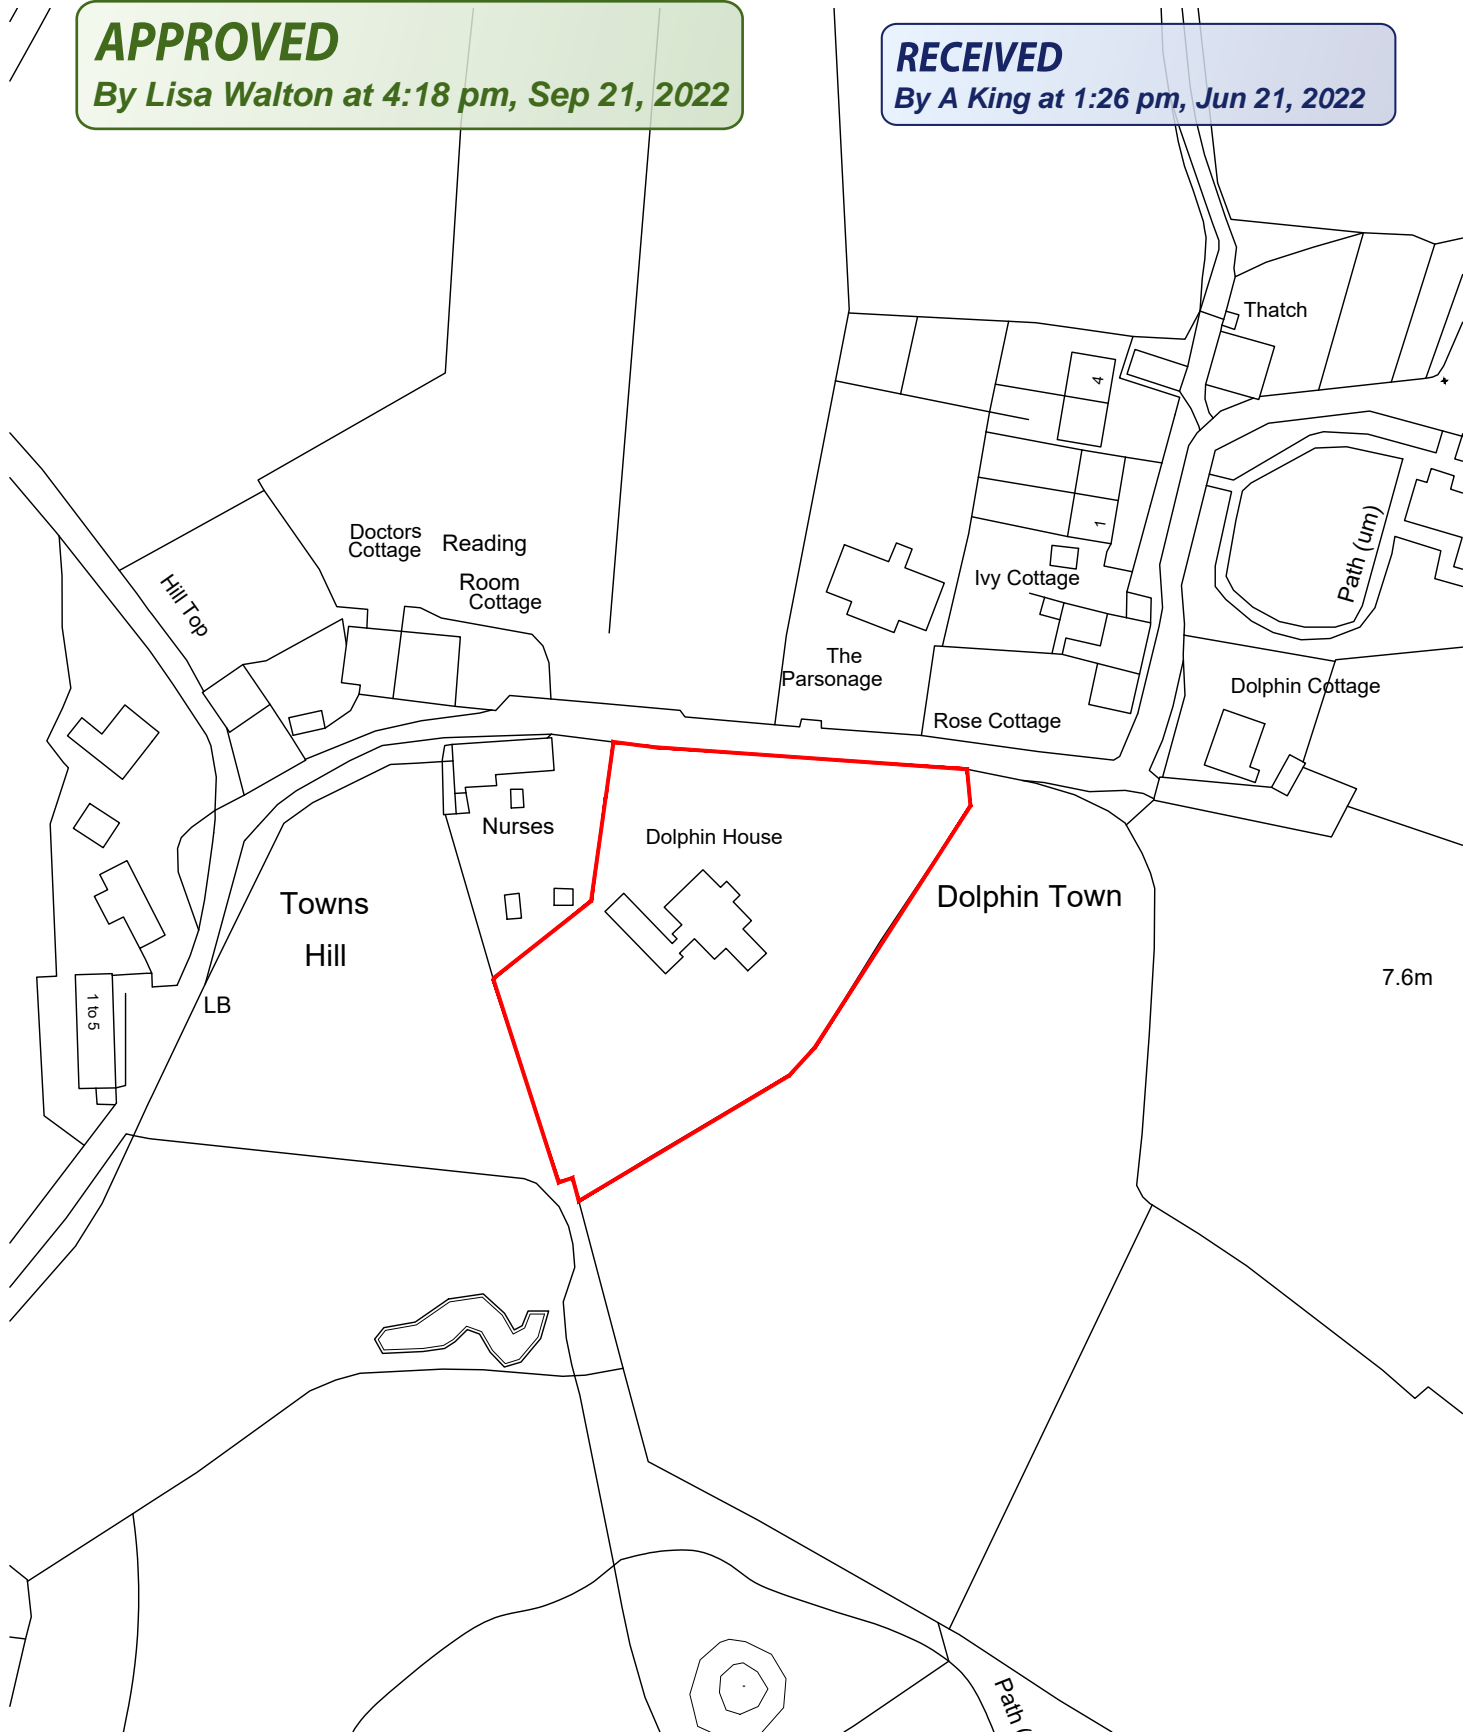 APPROVED
By Lisa Walton at 4:18 pm, Sep 21, 2022
RECEIVED
By A King at 1:26 pm, Jun 21, 2022
Thatch
4
1
Doctors
Cottage
Reading
Room
Cottage
Hill Top
Ivy Cottage
Path (um)
The
Parsonage
Rose Cottage
Dolphin Cottage
Nurses
Dolphin House
Towns
Hill
Dolphin Town
7.6m
LB
1 to 5
Path (